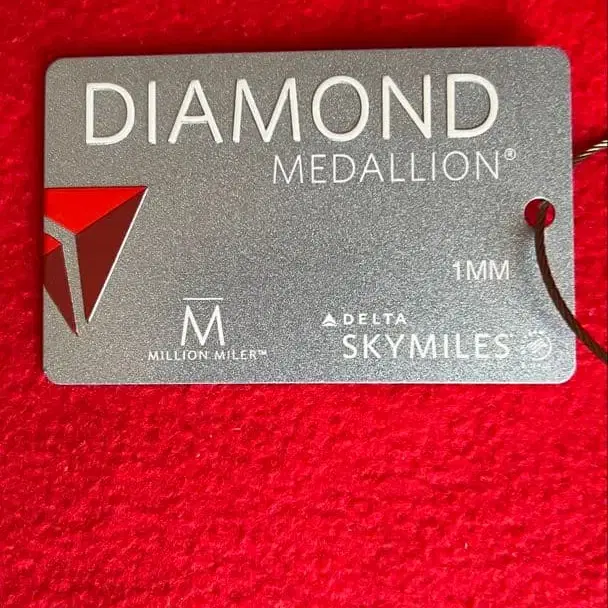 DIAMOND
MEDALLION®
1MM
M̅
MILLION MILER™
DELTA
SKYMILES